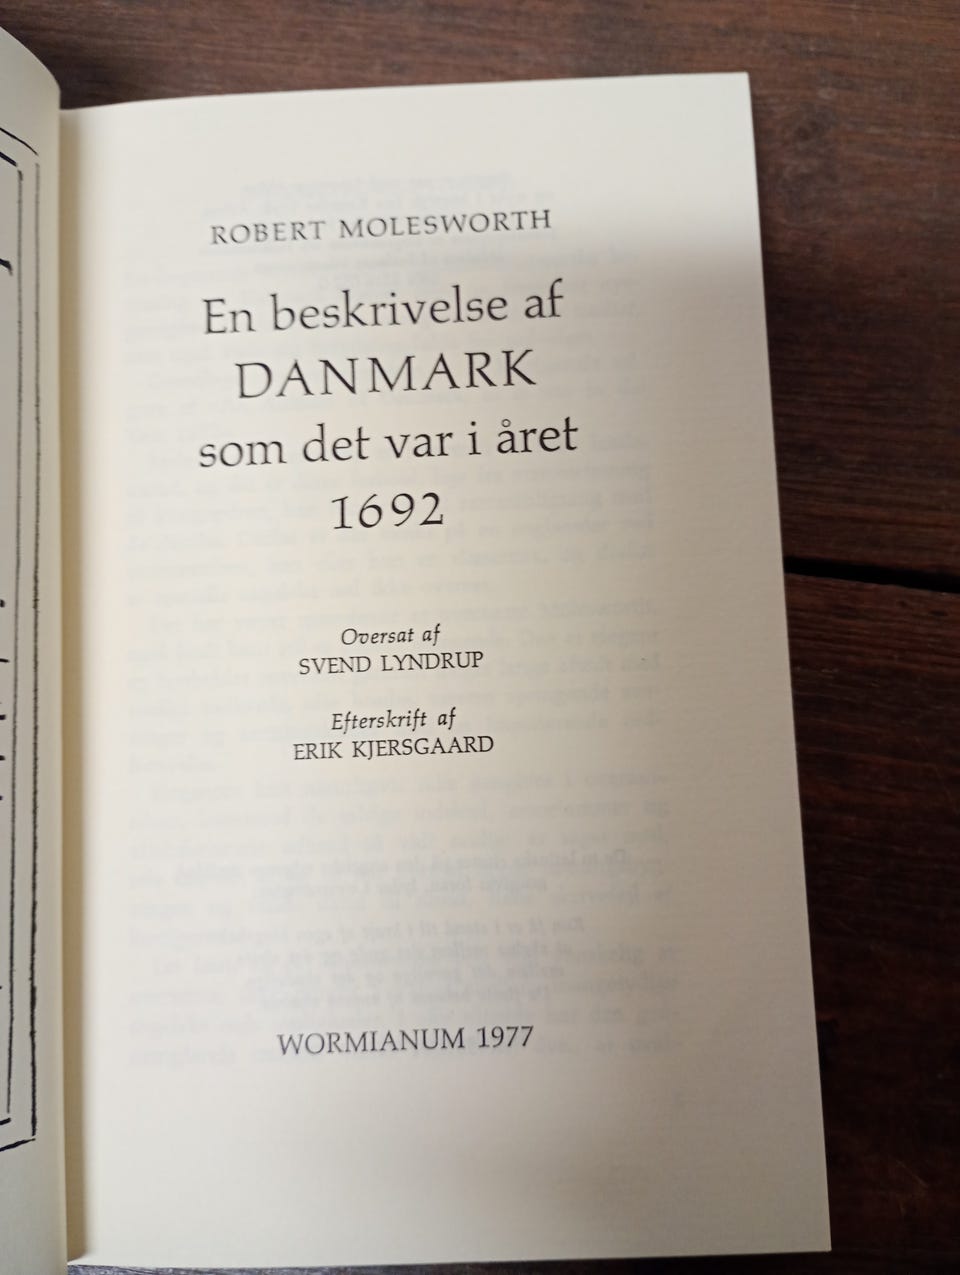 ROBERT MOLESWORTH
En beskrivelse af
DANMARK
som det var i året
1692
Oversat af
SVEND LYNDRUP
Efterskrift af
ERIK KJERSGAARD
WORMIANUM 1977